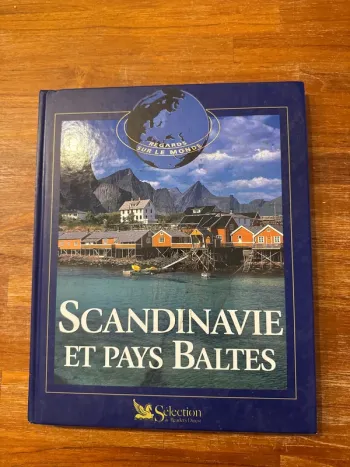 REGARDS
SUR LE MONDE
SCANDINAVIE
ET PAYS BALTES
Sélection
du Reader's Digest